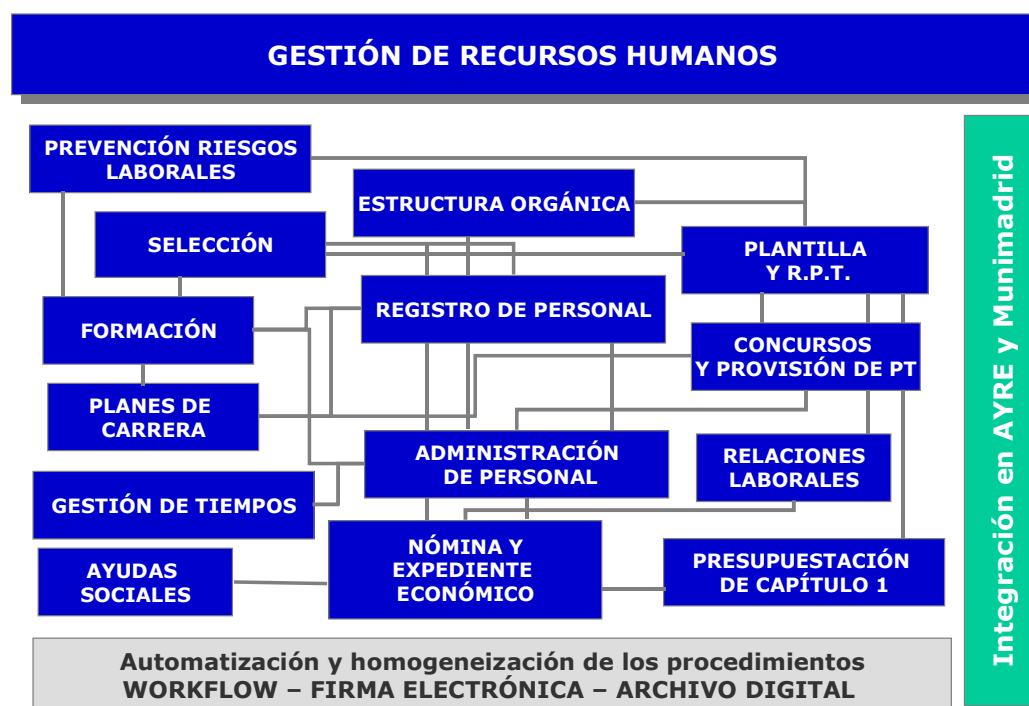 GESTIÓN DE RECURSOS HUMANOS
PREVENCIÓN RIESGOS
LABORALES
ESTRUCTURA ORGÁNICA
SELECCIÓN
PLANTILLA
Y R.P.T.
REGISTRO DE PERSONAL
FORMACIÓN
CONCURSOS
Y PROVISIÓN DE PT
PLANES DE
CARRERA
ADMINISTRACIÓN
DE PERSONAL
RELACIONES
LABORALES
GESTIÓN DE TIEMPOS
NÓMINA Y
EXPEDIENTE
ECONÓMICO
AYUDAS
SOCIALES
PRESUPUESTACIÓN
DE CAPÍTULO 1
Integración en AYRE y Munimadrid
Automatización y homogeneización de los procedimientos
WORKFLOW – FIRMA ELECTRÓNICA – ARCHIVO DIGITAL